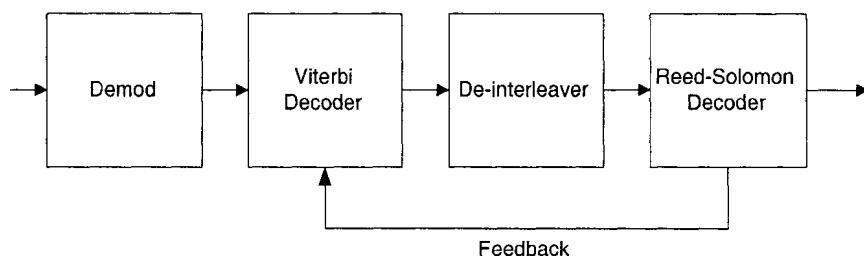 Demod
Viterbi
Decoder
De-interleaver
Reed-Solomon
Decoder
Feedback